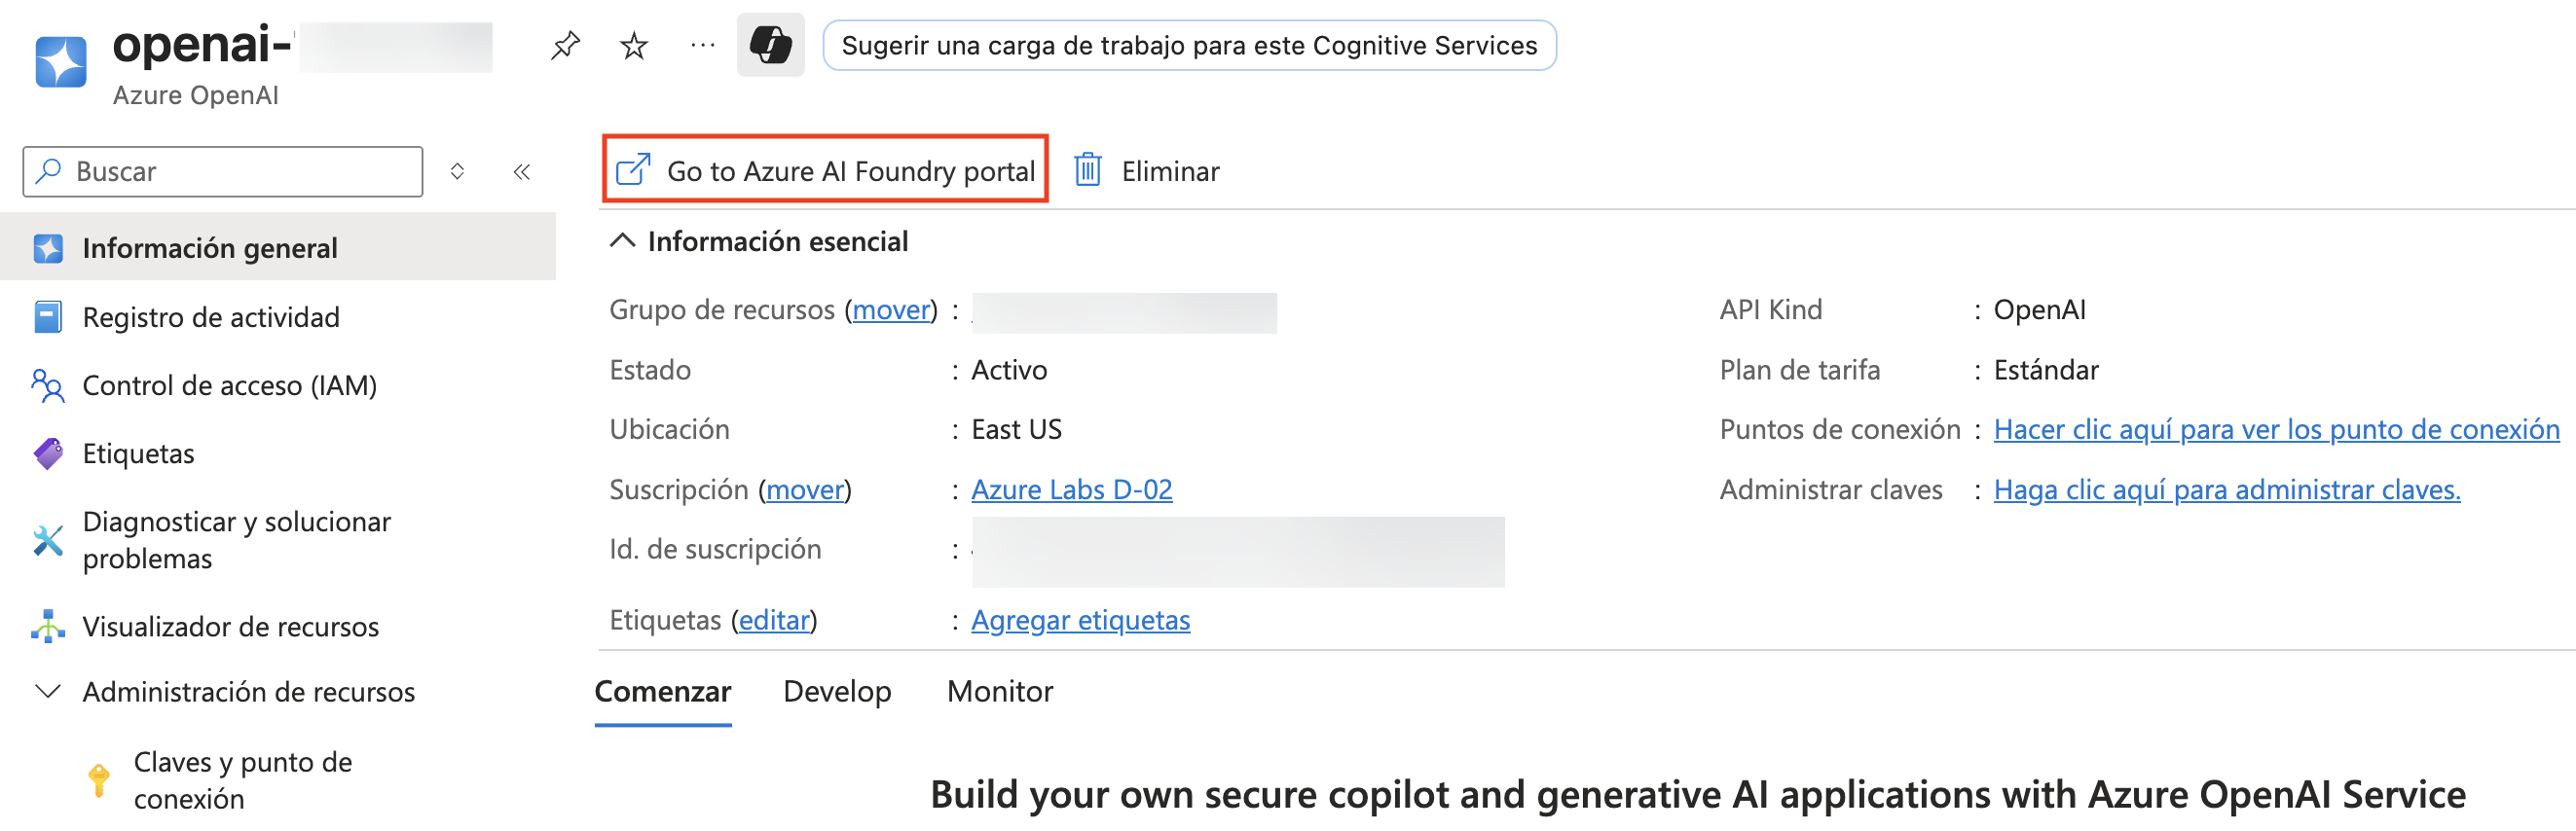 openai-
Azure OpenAI
Sugerir una carga de trabajo para este Cognitive Services
Buscar
Go to Azure AI Foundry portal
Eliminar
Información general
Registro de actividad
Control de acceso (IAM)
Etiquetas
Diagnosticar y solucionar
problemas
Visualizador de recursos
Administración de recursos
Claves y punto de
conexión
Información esencial
Grupo de recursos (mover) :
Estado : Activo
Ubicación : East US
Suscripción (mover) : Azure Labs D-02
Id. de suscripción :
Etiquetas (editar) : Agregar etiquetas
API Kind : OpenAI
Plan de tarifa : Estándar
Puntos de conexión : Hacer clic aquí para ver los punto de conexión
Administrar claves : Haga clic aquí para administrar claves.
Comenzar Develop Monitor
Build your own secure copilot and generative AI applications with Azure OpenAI Service